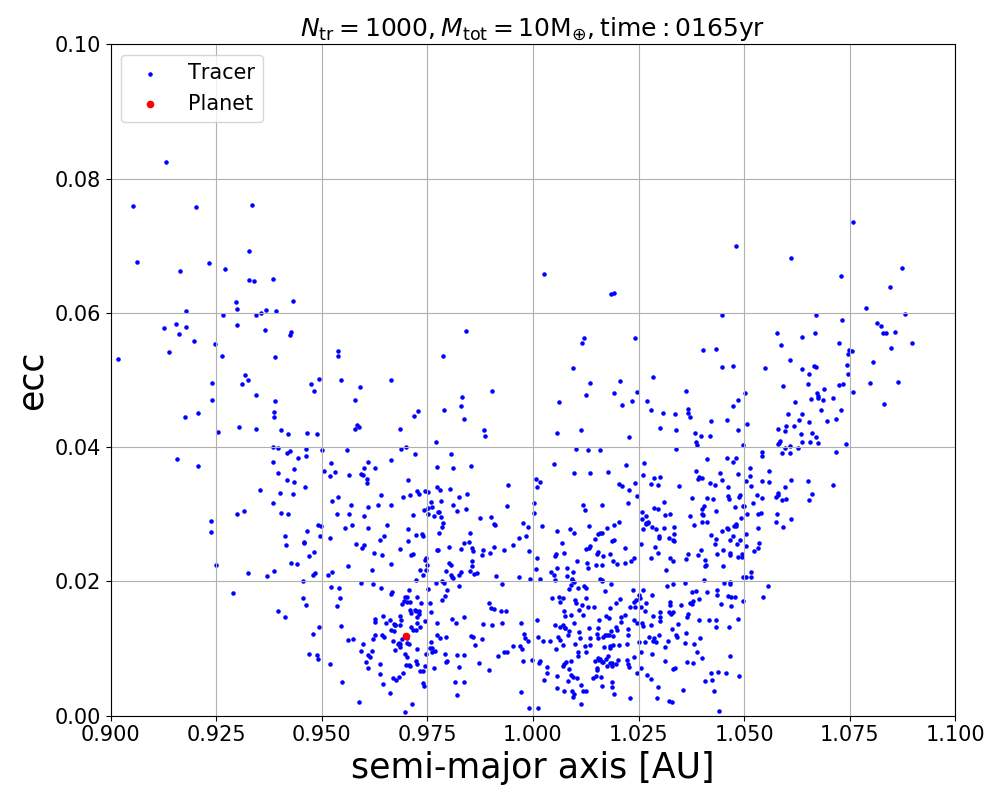 N_tr = 1000, M_tot = 10M_⊕, time : 0165yr
Tracer
Planet
0.10
0.08
0.06
0.04
0.02
0.00
ecc
0.900 0.925 0.950 0.975 1.000 1.025 1.050 1.075 1.100
semi-major axis [AU]